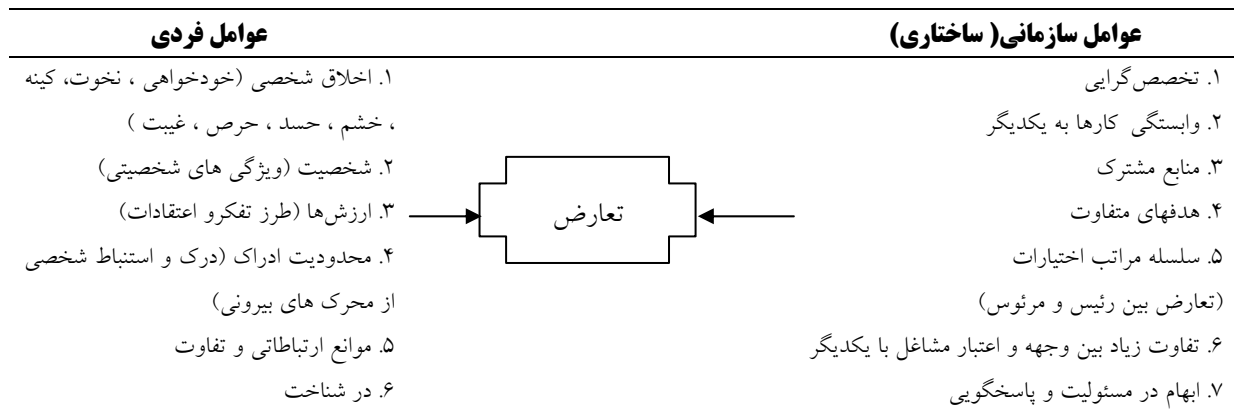 عوامل سازمانی( ساختاری)
۱. تخصص‌گرایی
۲. وابستگی کارها به یکدیگر
۳. منابع مشترک
۴. هدفهای متفاوت
۵. سلسله مراتب اختیارات
(تعارض بین رئیس و مرئوس)
۶. تفاوت زیاد بین وجهه و اعتبار مشاغل با یکدیگر
۷. ابهام در مسئولیت و پاسخگویی
تعارض
عوامل فردی
۱. اخلاق شخصی (خودخواهی ، نخوت، کینه
، خشم ، حسد ، حرص ، غیبت )
۲. شخصیت (ویژگی های شخصیتی)
۳. ارزش‌ها (طرز تفکرو اعتقادات)
۴. محدودیت ادراک (درک و استنباط شخصی
از محرک های بیرونی)
۵. موانع ارتباطاتی و تفاوت
۶. در شناخت